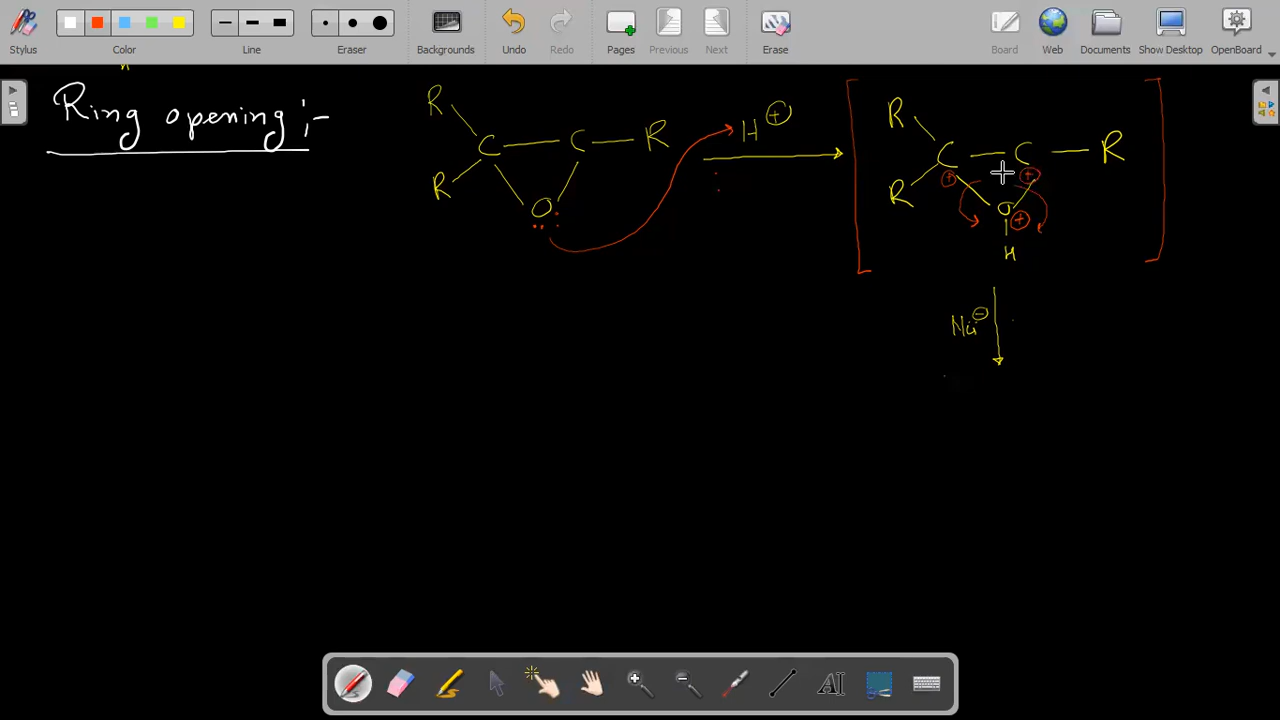 Stylus
Color
Line
Eraser
Backgrounds
Undo
Redo
Pages
Previous
Next
Erase
Board
Web
Documents
Show Desktop
OpenBoard
Ring opening :-
R
R
C — C — R
O
H⊕
R
R
C — C — R
⊕ ⊕
O ⊕
H
Nu⊖
AI